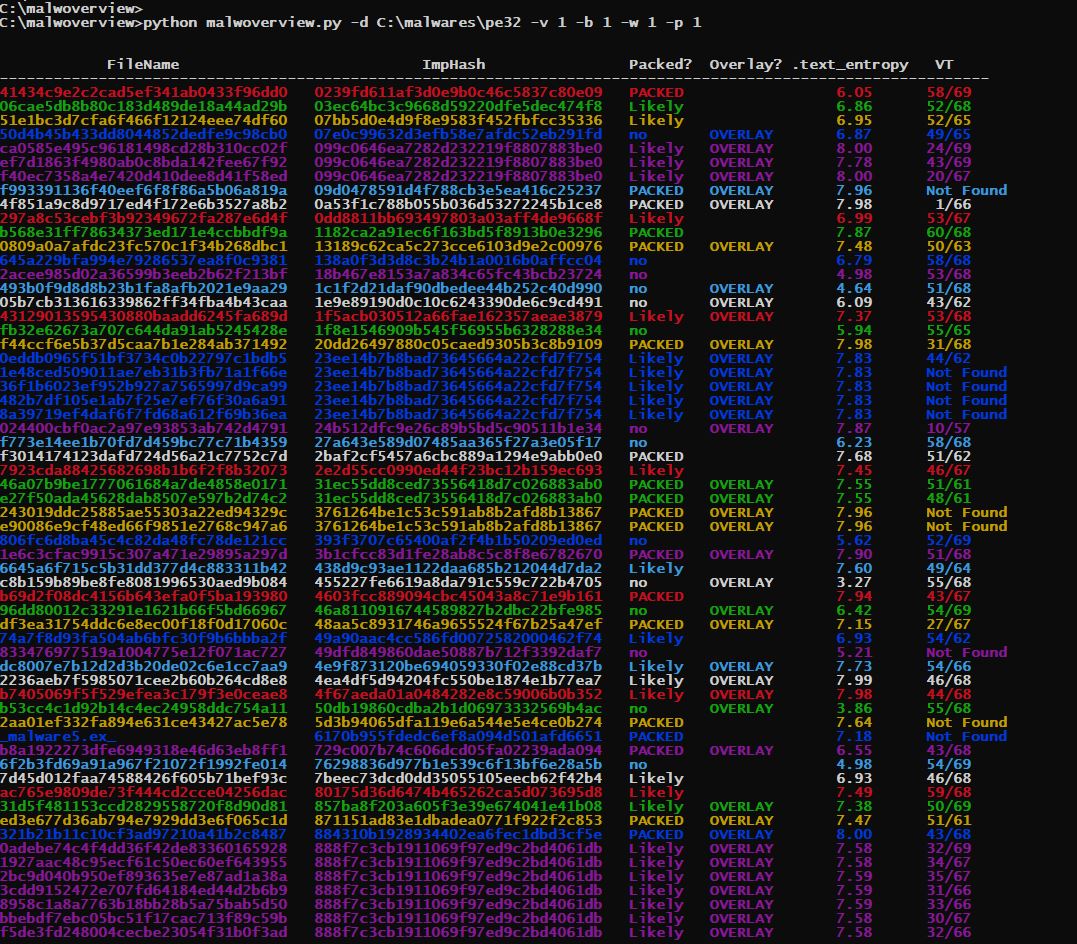 C:\malwoverview>
C:\malwoverview>python malwoverview.py -d C:\malwares\pe32 -v 1 -b 1 -w 1 -p 1
FileName ImpHash Packed? Overlay? .text_entropy VT
-------------------------------------------------------------------------------------------------------------
41434c9e2c2cad5ef341ab0433f96dd0 0239fd611af3d0e9b0c46c5837c80e09 PACKED 6.05 58/69
06cae5db8b80c183d489de18a44ad29b 03ec64bc3c9668d59220dfe5dec474f8 Likely 6.86 52/68
51e1bc3d7cfa6f466f12124eee74df60 07bb5d0e4d9f8e9583f452fbfcc35336 Likely 6.95 52/65
50d4b45b433dd8044852dedfe9c98cb0 07e0c99632d3efb58e7afdc52eb291fd no OVERLAY 6.87 49/65
ca0585e495c96181498cd28b310cc02f 099c0646ea7282d232219f8807883be0 Likely OVERLAY 8.00 24/69
ef7d1863f4980ab0c8bda142fee67f92 099c0646ea7282d232219f8807883be0 Likely OVERLAY 7.78 43/69
f40ec7358a4e7420d410dee8d41f58ed 099c0646ea7282d232219f8807883be0 Likely OVERLAY 8.00 20/67
f993391136f40eef6f8f86a5b06a819a 09d0478591d4f788cb3e5ea416c25237 PACKED OVERLAY 7.96 Not Found
4f851a9c8d9717ed4f172e6b3527a8b2 0a53f1c788b055b036d53272245b1ce8 PACKED OVERLAY 7.98 1/66
297a8c53cebf3b92349672fa287e6d4f 0dd8811bb693497803a03aff4de9668f Likely 6.99 53/67
b568e31ff78634373ed171e4ccbbdf9a 1182ca2a91ec6f163bd5f8913b0e3296 PACKED 7.87 60/68
0809a0a7afdc23fc570c1f34b268dbc1 13189c62ca5c273cce6103d9e2c00976 PACKED OVERLAY 7.48 50/63
645a229bfa994e79286537ea8f0c9381 138a0f3d3d8c3b24b1a0016b0affcc04 no 6.79 58/68
2acee985d02a36599b3eeb2b62f213bf 18b467e8153a7a834c65fc43bcb23724 no 4.98 53/68
493b0f9d8d8b23b1fa8afb2021e9aa29 1c1f2d21daf90dbedee44b252c40d990 no OVERLAY 4.64 51/68
05b7cb313616339862ff34fba4b43caa 1e9e89190d0c10c6243390de6c9cd491 no OVERLAY 6.09 43/62
43129013595430880baadd6245fa689d 1f5acb030512a66fae162357aeae3879 Likely OVERLAY 7.37 53/68
fb32e62673a707c644da91ab5245428e 1f8e1546909b545f56955b6328288e34 no 5.94 55/65
f44ccf6e5b37d5caa7b1e284ab371492 20dd26497880c05caed9305b3c8b9109 PACKED OVERLAY 7.98 31/68
0eddb0965f51bf3734c0b22797c1bdb5 23ee14b7b8bad73645664a22cfd7f754 Likely OVERLAY 7.83 44/62
1e48ced509011ae7eb31b3fb71a1f66e 23ee14b7b8bad73645664a22cfd7f754 Likely OVERLAY 7.83 Not Found
36f1b6023ef952b927a7565997d9ca99 23ee14b7b8bad73645664a22cfd7f754 Likely OVERLAY 7.83 Not Found
482b7df105e1ab7f25e7ef76f30a6a91 23ee14b7b8bad73645664a22cfd7f754 Likely OVERLAY 7.83 Not Found
8a39719ef4daf6f7fd68a612f69b36ea 23ee14b7b8bad73645664a22cfd7f754 Likely OVERLAY 7.83 Not Found
024400cbf0ac2a97e93853ab742d4791 24b512dfc9e26c89b5bd5c90511b1e34 no OVERLAY 7.87 10/57
f773e14ee1b70fd7d459bc77c71b4359 27a643e589d07485aa365f27a3e05f17 no 6.23 58/68
f3014174123dafd724d56a21c7752c7d 2baf2cf5457a6cbc889a1294e9abb0e0 PACKED 7.68 51/62
7923cda88425682698b1b6f2f8b32073 2e2d55cc0990ed44f23bc12b159ec693 Likely 7.45 46/67
46a07b9be1777061684a7de4858e0171 31ec55dd8ced73556418d7c026883ab0 PACKED OVERLAY 7.55 51/61
e27f50ada45628dab8507e597b2d74c2 31ec55dd8ced73556418d7c026883ab0 PACKED OVERLAY 7.55 48/61
243019ddc25885ae55303a22ed94329c 3761264be1c53c591ab8b2afd8b13867 PACKED OVERLAY 7.96 Not Found
e90086e9cf48ed66f9851e2768c947a6 3761264be1c53c591ab8b2afd8b13867 PACKED OVERLAY 7.96 Not Found
806fc6d8ba45c4c82da48fc78de121cc 393f3707c65400af2f4b1b50209ed0ed no 5.62 52/69
1e6c3cfac9915c307a471e29895a297d 3b1cfcc83d1fe28ab8c5c8f8e6782670 PACKED OVERLAY 7.90 51/68
6645a6f715c5b31dd377d4c883311b42 438d9c93ae1122daa685b212044d7da2 Likely 7.60 49/64
c8b159b89be8fe8081996530aed9b084 455227fe6619a8da791c559c722b4705 no OVERLAY 3.27 55/68
b69d2f08dc4156b643efa0f5ba193980 4603fcc889094cbc45043a8c71e9b161 PACKED 7.94 43/67
96dd80012c33291e1621b66f5bd66967 46a8110916744589827b2dbc22bfe985 no OVERLAY 6.42 54/69
df3ea31754ddc6e8ec00f18f0d17060c 48aa5c8931746a9655524f67b25a47ef PACKED OVERLAY 7.15 27/67
74a7f8d93fa504ab6bfc30f9b6bbba2f 49a90aac4cc586fd0072582000462f74 Likely 6.93 54/62
833476977519a1004775e12f071ac727 49dfd849860dae50887b712f3392daf7 no 5.21 Not Found
dc8007e7b12d2d3b20de02c6e1cc7aa9 4e9f873120be694059330f02e88cd37b Likely OVERLAY 7.73 54/66
2236aeb7f5985071cee2b60b264cd8e8 4ea4df5d94204fc550be1874e1b77ea7 Likely OVERLAY 7.99 46/68
b7405069f5f529efea3c179f3e0ceae8 4f67aeda01a0484282e8c59006b0b352 Likely OVERLAY 7.98 44/68
b53cc4c1d92b14c4ec24958ddc754a11 50db19860cdba2b1d06973332569b4ac no OVERLAY 3.86 55/68
2aa01ef332fa894e631ce43427ac5e78 5d3b94065dfa119e6a544e5e4ce0b274 PACKED 7.64 Not Found
_malware5.ex_ 6170b955fdedc6ef8a094d501afd6651 PACKED 7.18 Not Found
b8a1922273dfe6949318e46d63eb8ff1 729c007b74c606dcd05fa02239ada094 PACKED OVERLAY 6.55 43/68
6f2b3fd69a91a967f21072f1992fe014 76298836d977b1e539c6f13bf6e28a5b no 4.98 54/69
7d45d012faa74588426f605b71bef93c 7beec73dcd0dd35055105eecb62f42b4 Likely 6.93 46/68
ac765e9809de73f444cd2cce04256dac 80175d36d6474b465262ca5d073695d8 Likely 7.49 59/68
31d5f481153ccd2829558720f8d90d81 857ba8f203a605f3e39e674041e41b08 Likely OVERLAY 7.38 50/69
ed3e677d36ab794e7929dd3e6f065c1d 871151ad83e1dbadea0771f922f2c853 PACKED OVERLAY 7.47 51/61
321b21b11c10cf3ad97210a41b2c8487 884310b1928934402ea6fec1dbd3cf5e PACKED OVERLAY 8.00 43/68
0adebe74c4f4dd36f42de83360165928 888f7c3cb1911069f97ed9c2bd4061db Likely OVERLAY 7.58 32/69
1927aac48c95ecf61c50ec60ef643955 888f7c3cb1911069f97ed9c2bd4061db Likely OVERLAY 7.58 34/67
2bc9d040b950ef893635e7e87ad1a38a 888f7c3cb1911069f97ed9c2bd4061db Likely OVERLAY 7.59 35/67
3cdd9152472e707fd64184ed44d2b6b9 888f7c3cb1911069f97ed9c2bd4061db Likely OVERLAY 7.59 31/66
8958c1a8a7763b18bb28b5a75bab5d50 888f7c3cb1911069f97ed9c2bd4061db Likely OVERLAY 7.59 33/66
bbebdf7ebc05bc51f17cac713f89c59b 888f7c3cb1911069f97ed9c2bd4061db Likely OVERLAY 7.58 30/67
f5de3fd248004cecbe23054f31b0f3ad 888f7c3cb1911069f97ed9c2bd4061db Likely OVERLAY 7.58 32/66